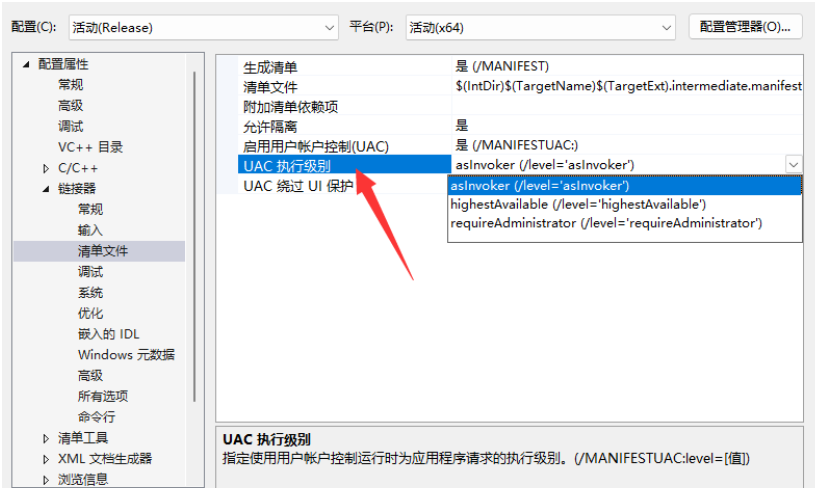 配置(C): 活动(Release) 平台(P): 活动(x64) 配置管理器(O)...
配置属性
常规
高级
调试
VC++ 目录
C/C++
链接器
常规
输入
清单文件
调试
系统
优化
嵌入的 IDL
Windows 元数据
高级
所有选项
命令行
清单工具
XML 文档生成器
浏览信息
生成清单 是 (/MANIFEST)
清单文件 $(IntDir)$(TargetName)$(TargetExt).intermediate.manifest
附加清单依赖项
允许隔离 是
启用用户帐户控制(UAC) 是 (/MANIFESTUAC:)
UAC 执行级别 asInvoker (/level='asInvoker')
UAC 绕过 UI 保护
asInvoker (/level='asInvoker')
highestAvailable (/level='highestAvailable')
requireAdministrator (/level='requireAdministrator')
UAC 执行级别
指定使用用户帐户控制运行时为应用程序请求的执行级别。(/MANIFESTUAC:level=[值])